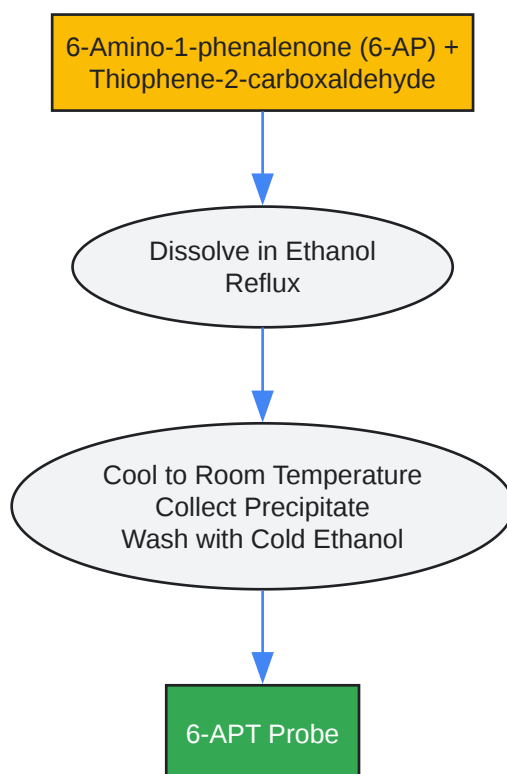 6-Amino-1-phenalenone (6-AP) +
Thiophene-2-carboxaldehyde
Dissolve in Ethanol
Reflux
Cool to Room Temperature
Collect Precipitate
Wash with Cold Ethanol
6-APT Probe